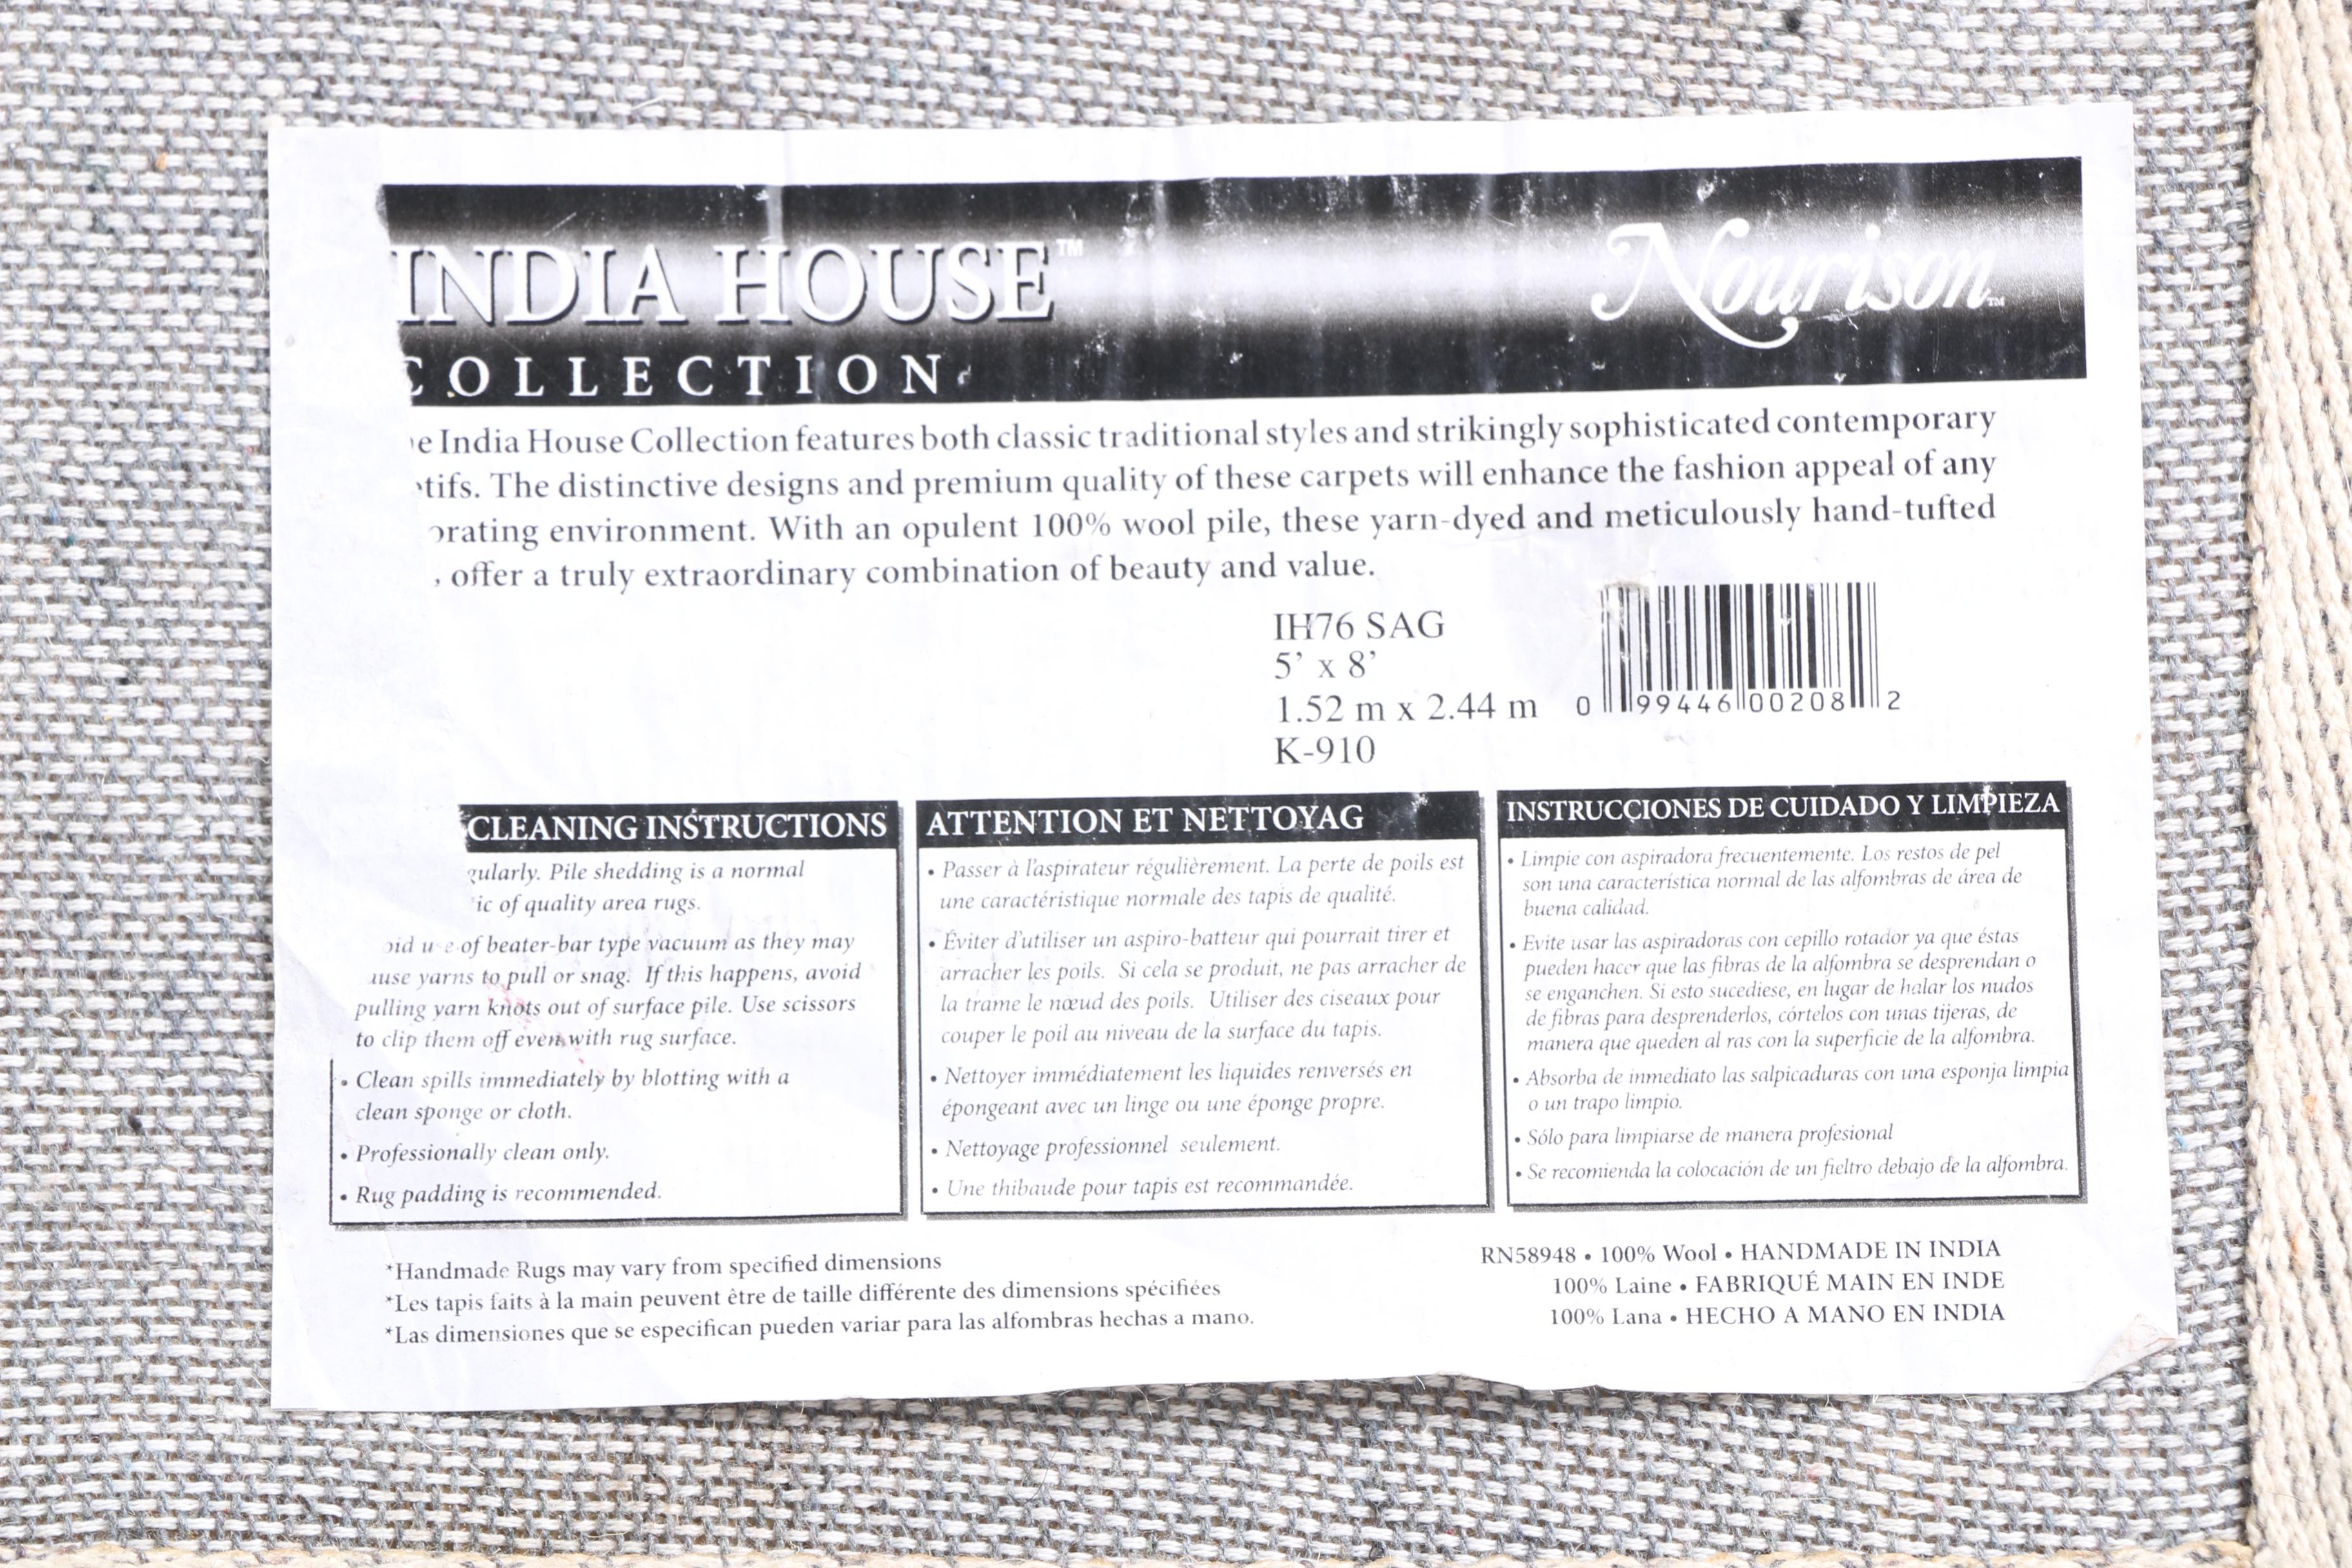 INDIA HOUSE™
Nourison™
COLLECTION
India House Collection features both classic traditional styles and strikingly sophisticated contemporary
The distinctive designs and premium quality of these carpets will enhance the fashion appeal of any
environment. With an opulent 100% wool pile, these yarn-dyed and meticulously hand-tufted
, offer a truly extraordinary combination of beauty and value.
IH76 SAG
5' x 8'
1.52 m x 2.44 m
K-910
0 99446 00208 2
CLEANING INSTRUCTIONS
Pile shedding is a normal
of quality area rugs.
of beater-bar type vacuum as they may
yarns to pull or snag. If this happens, avoid
pulling yarn knots out of surface pile. Use scissors
to clip them off even with rug surface.
• Clean spills immediately by blotting with a
clean sponge or cloth.
• Professionally clean only.
• Rug padding is recommended.
ATTENTION ET NETTOYAG
• Passer à l'aspirateur régulièrement. La perte de poils est
une caractéristique normale des tapis de qualité.
• Éviter d'utiliser un aspiro-batteur qui pourrait tirer et
arracher les poils. Si cela se produit, ne pas arracher de
la trame le nœud des poils. Utiliser des ciseaux pour
couper le poil au niveau de la surface du tapis.
• Nettoyer immédiatement les liquides renversés en
épongeant avec un linge ou une éponge propre.
• Nettoyage professionnel seulement.
• Une thibaude pour tapis est recommandée.
INSTRUCCIONES DE CUIDADO Y LIMPIEZA
• Limpie con aspiradora frecuentemente. Los restos de pel
son una característica normal de las alfombras de área de
buena calidad.
• Evite usar las aspiradoras con cepillo rotador ya que éstas
pueden hacer que las fibras de la alfombra se desprendan o
se enganchen. Si esto sucediese, en lugar de halar los nudos
de fibras para desprenderlos, córtelos con unas tijeras, de
manera que queden al ras con la superficie de la alfombra.
• Absorba de inmediato las salpicaduras con una esponja limpia
o un trapo limpio.
• Sólo para limpiarse de manera profesional
• Se recomienda la colocación de un fieltro debajo de la alfombra.
*Handmade Rugs may vary from specified dimensions
*Les tapis faits à la main peuvent être de taille différente des dimensions spécifiées
*Las dimensiones que se especifican pueden variar para las alfombras hechas a mano.
RN58948 • 100% Wool • HANDMADE IN INDIA
100% Laine • FABRIQUÉ MAIN EN INDE
100% Lana • HECHO A MANO EN INDIA